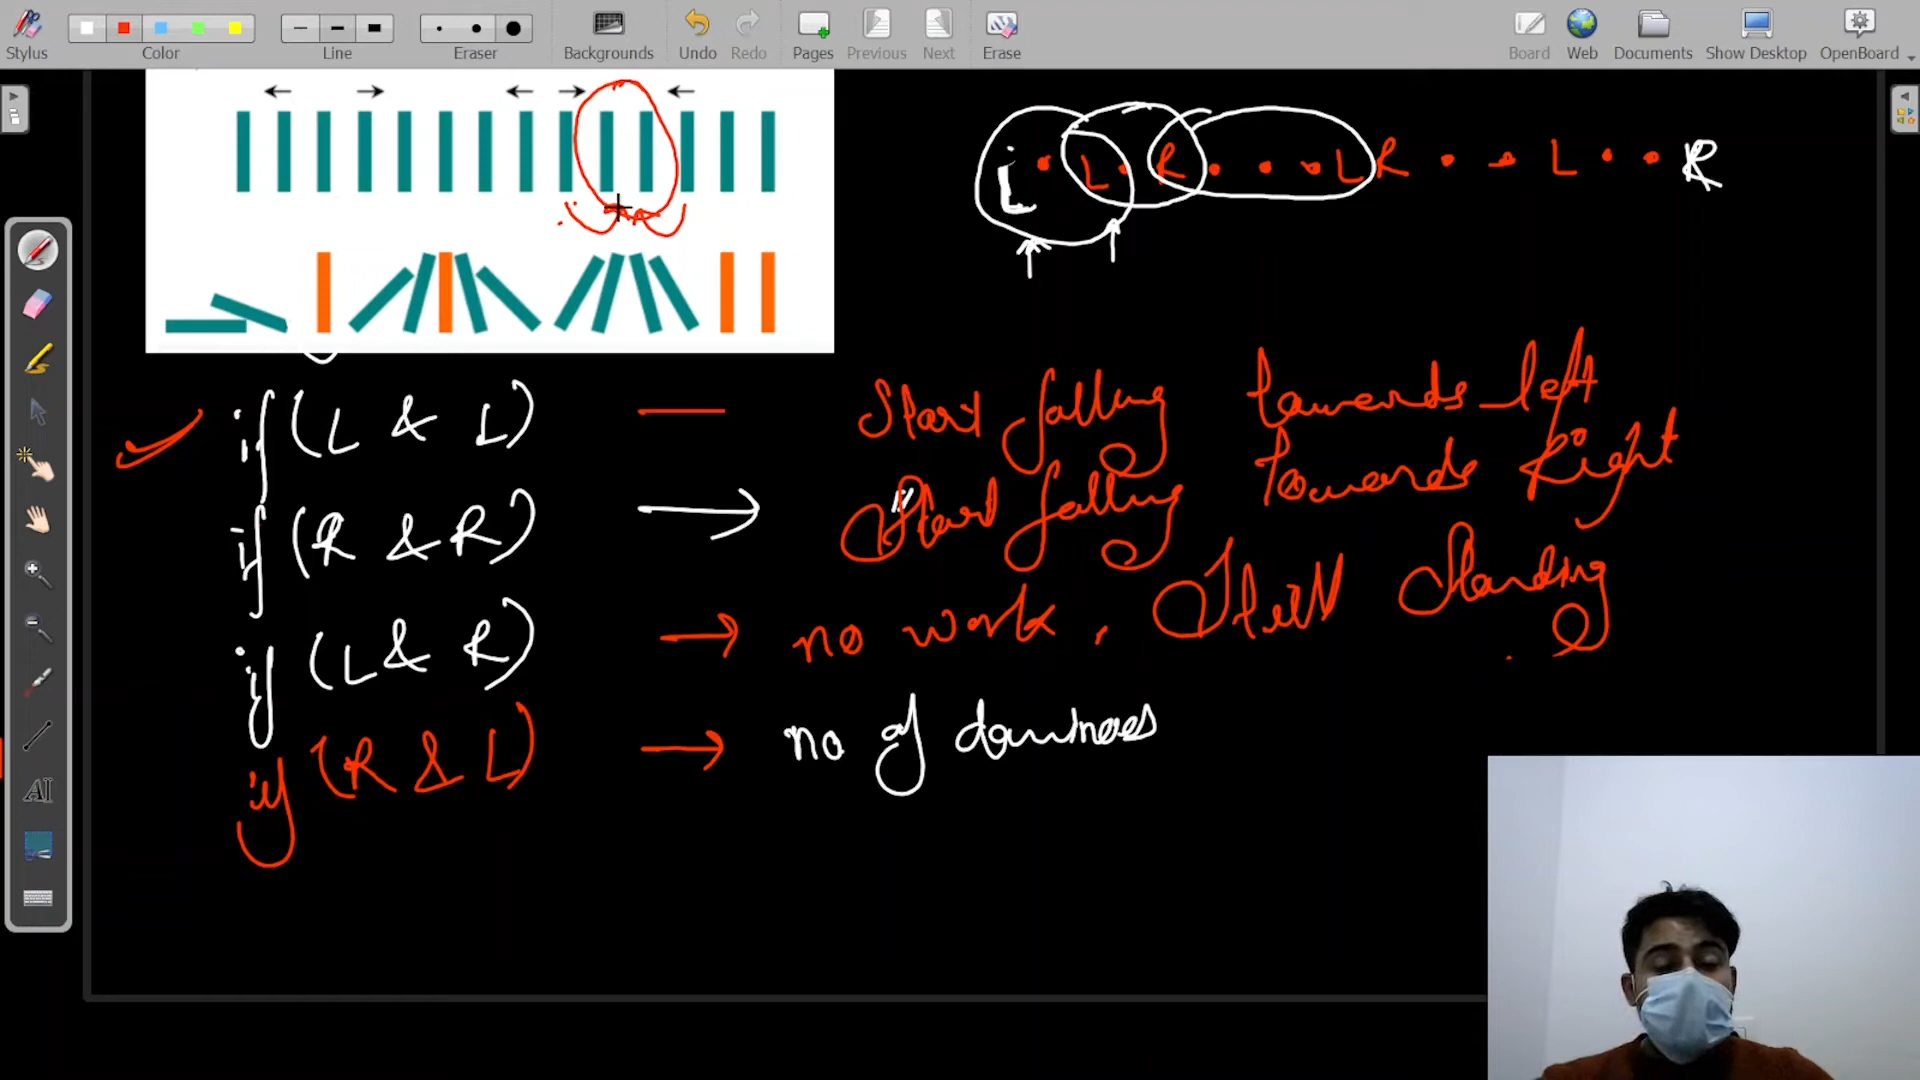 Stylus Color Line Eraser Backgrounds Undo Redo Pages Previous Next Erase Board Web Documents Show Desktop OpenBoard
L . L . R . . . L R . . L . . R
if (L & L) — Start falling towards left
if (R & R) → Start falling towards Right
if (L & R) → no work, Still Standing
if (R & L) → no of dominoes
AI